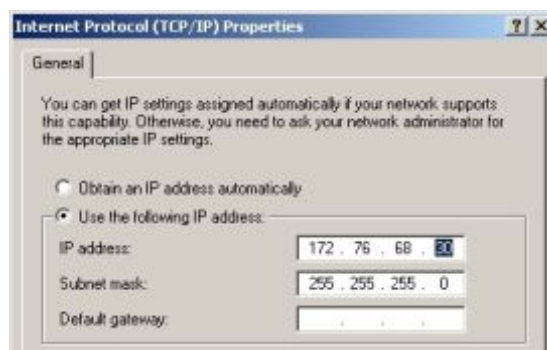 Internet Protocol (TCP/IP) Properties
General
You can get IP settings assigned automatically if your network supports
this capability. Otherwise, you need to ask your network administrator for
the appropriate IP settings.
Obtain an IP address automatically
Use the following IP address:
IP address: 172 . 76 . 68 . 30
Subnet mask: 255 . 255 . 255 . 0
Default gateway: . . .